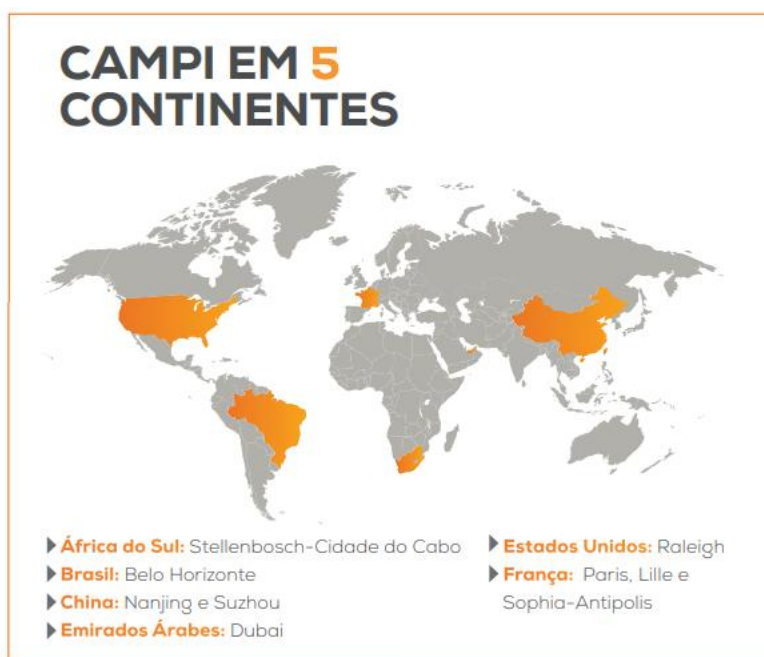 CAMPI EM 5
CONTINENTES
África do Sul: Stellenbosch-Cidade do Cabo
Brasil: Belo Horizonte
China: Nanjing e Suzhou
Emirados Árabes: Dubai
Estados Unidos: Raleigh
França: Paris, Lille e
Sophia-Antipolis